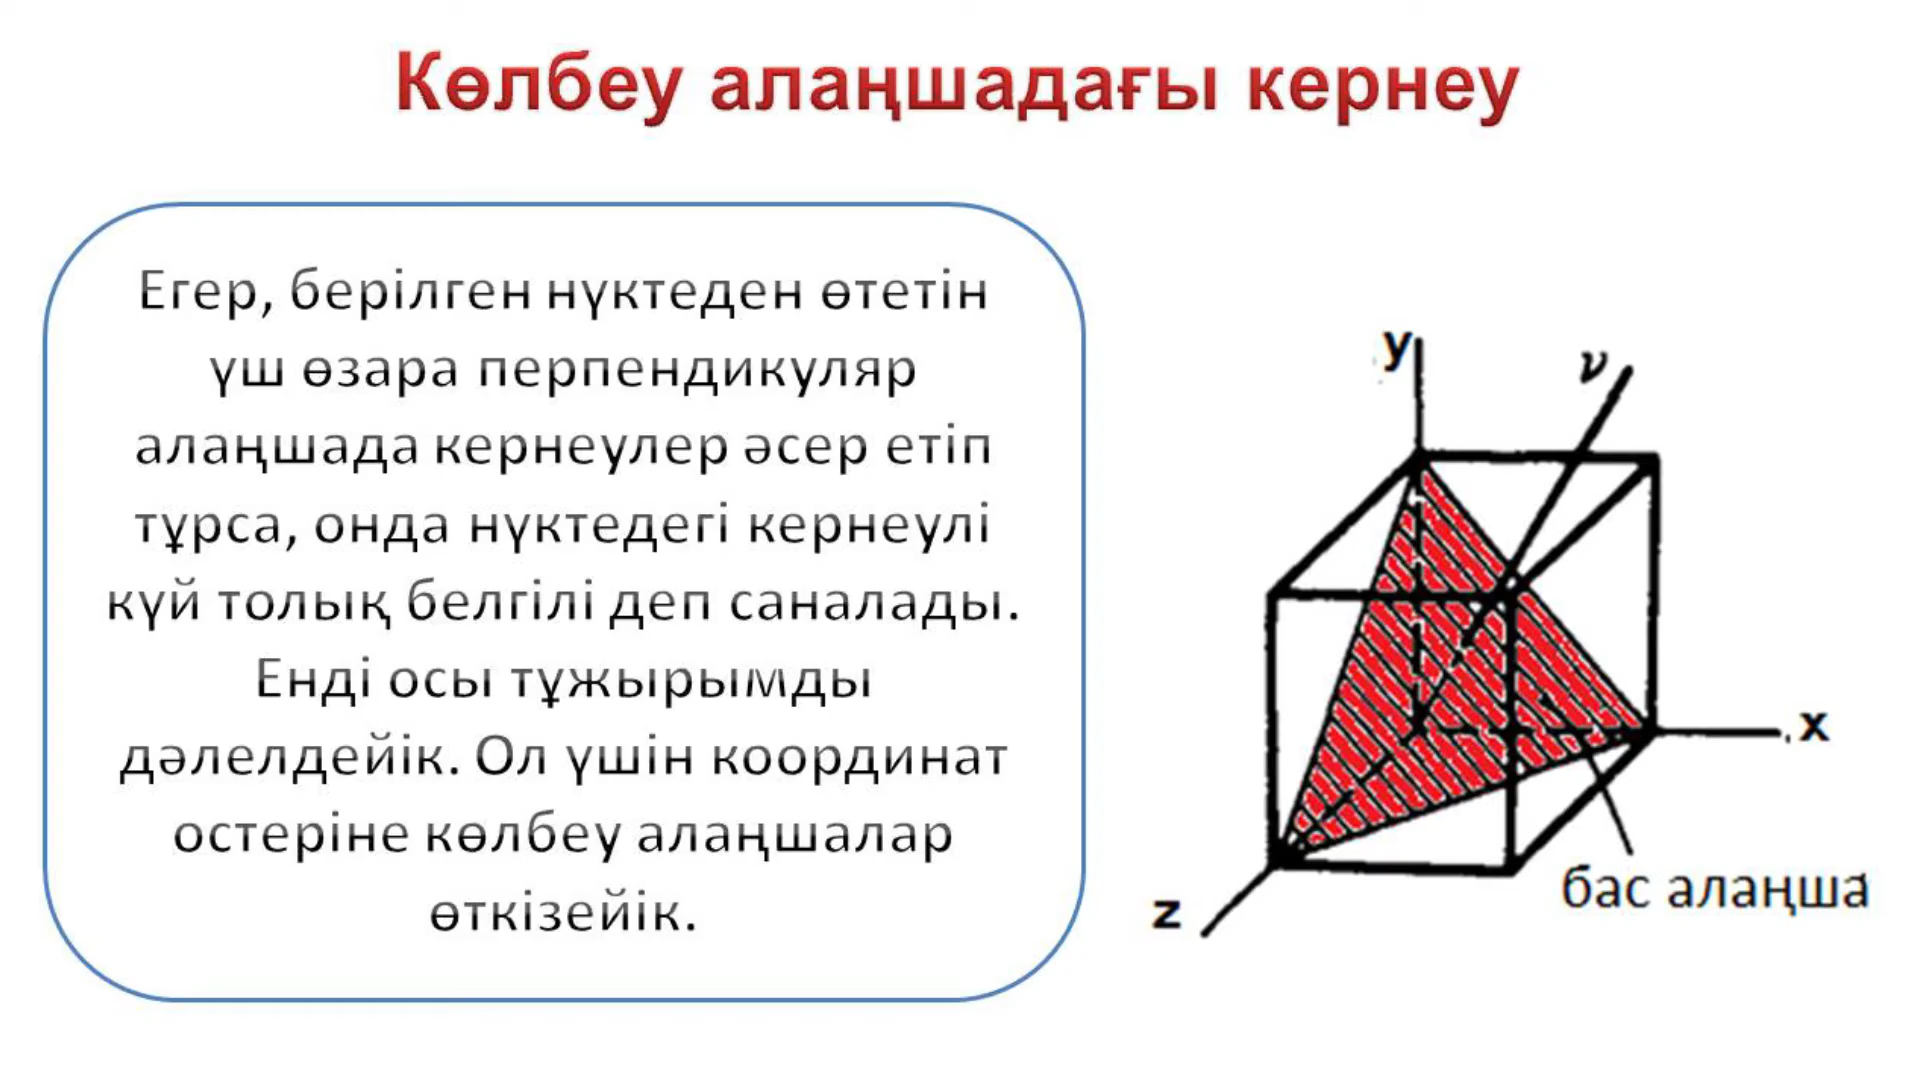 Көлбеу алаңшадағы кернеу
Егер, берілген нүктеден өтетін
үш өзара перпендикуляр
алаңшада кернеулер әсер етіп
тұрса, онда нүктедегі кернеулі
күй толық белгілі деп саналады.
Енді осы тұжырымды
дәлелдейік. Ол үшін координат
остеріне көлбеу алаңшалар
өткізейік.
y
ν
x
z
бас алаңша